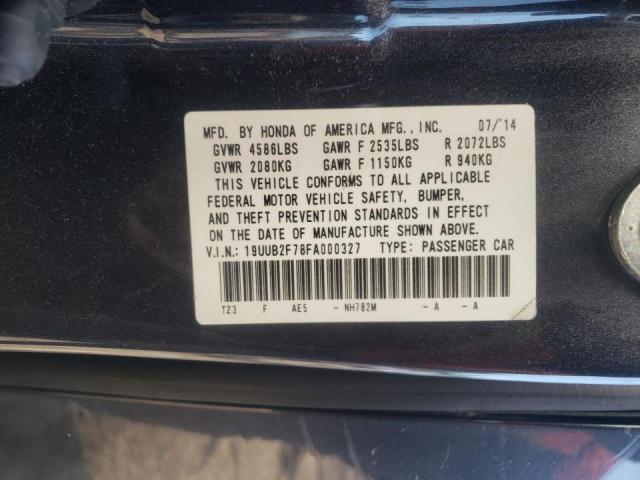 MFD. BY HONDA OF AMERICA MFG., INC. 07/'14
GVWR 4586LBS GAWR F 2535LBS R 2072LBS
GVWR 2080KG GAWR F 1150KG R 940KG
THIS VEHICLE CONFORMS TO ALL APPLICABLE
FEDERAL MOTOR VEHICLE SAFETY, BUMPER,
AND THEFT PREVENTION STANDARDS IN EFFECT
ON THE DATE OF MANUFACTURE SHOWN ABOVE.
V.I.N.: 19UUB2F78FA000327 TYPE: PASSENGER CAR
TZ3 F AE5 - NH782M - A - A